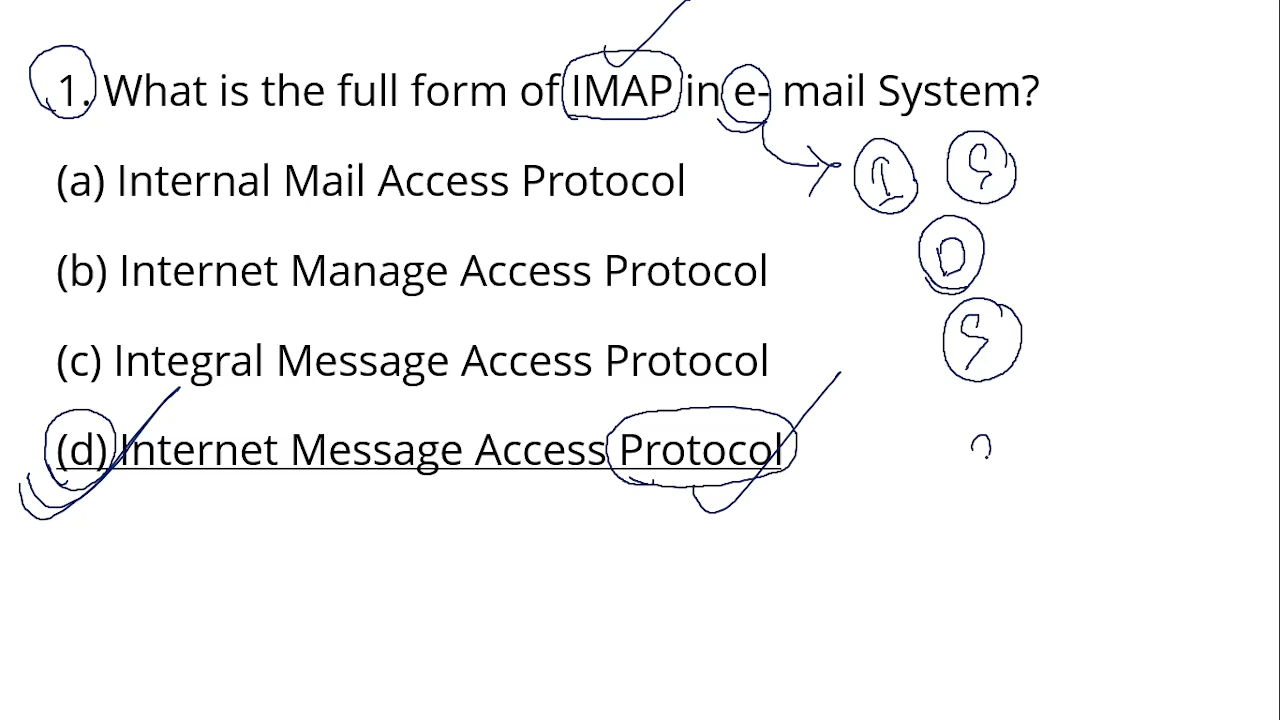 1. What is the full form of IMAP in e- mail System?
(a) Internal Mail Access Protocol
(b) Internet Manage Access Protocol
(c) Integral Message Access Protocol
(d) Internet Message Access Protocol